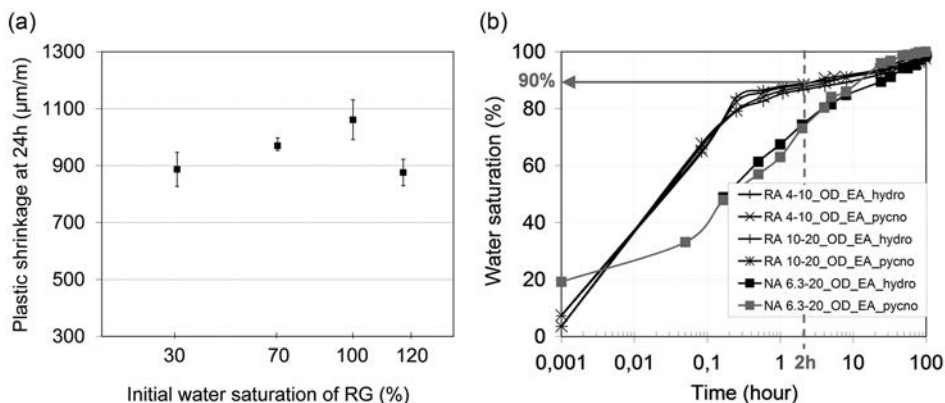 (a)
Plastic shrinkage at 24h (μm/m)
1300
1100
900
700
500
300
30
70
100
120
Initial water saturation of RG (%)
(b)
Water saturation (%)
100
90%
80
60
40
20
0
RA 4-10_OD_EA_hydro
RA 4-10_OD_EA_pycno
RA 10-20_OD_EA_hydro
RA 10-20_OD_EA_pycno
NA 6.3-20_OD_EA_hydro
NA 6.3-20_OD_EA_pycno
0,001
0,01
0,1
1
2h
10
100
Time (hour)